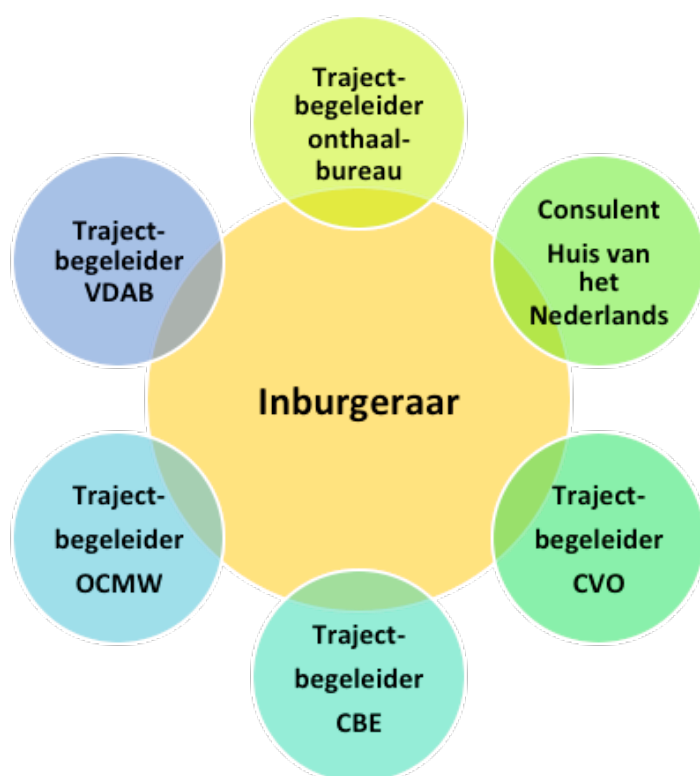 Traject-
begeleider
onthaal-
bureau
Consulent
Huis van
het
Nederlands
Traject-
begeleider
CVO
Traject-
begeleider
CBE
Traject-
begeleider
OCMW
Traject-
begeleider
VDAB
Inburgeraar